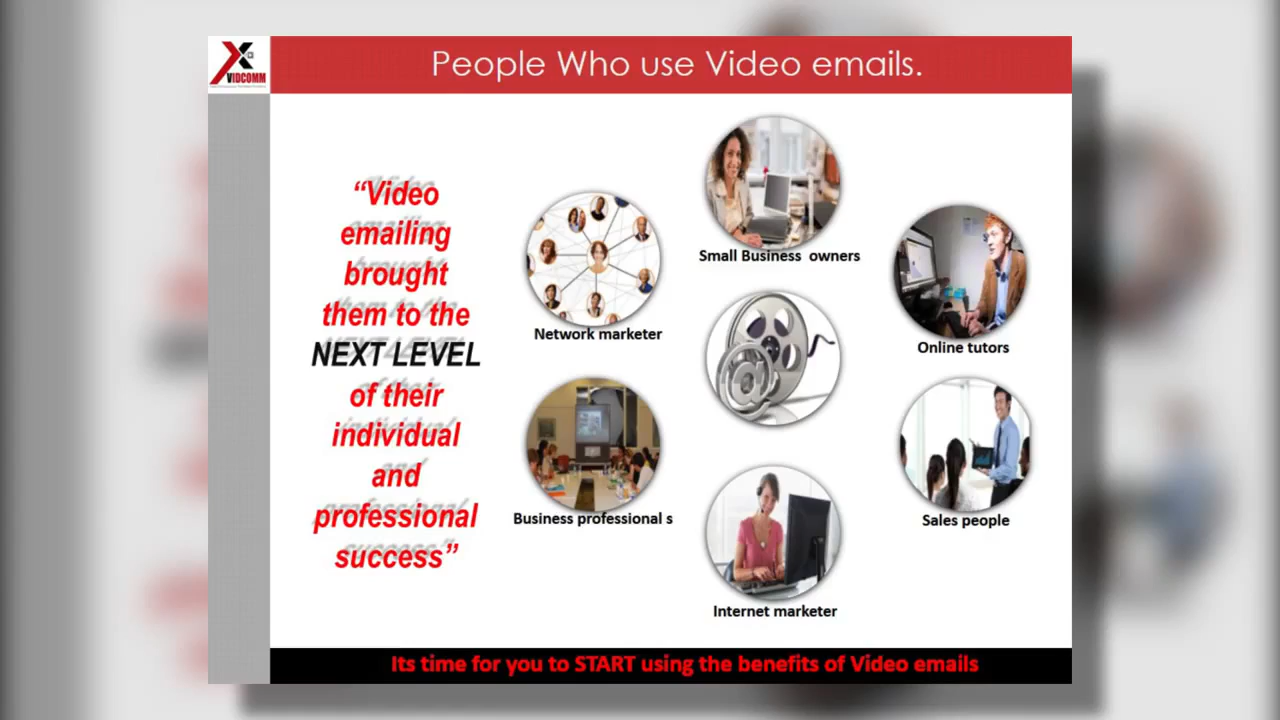 VIDCOMM
People Who use Video emails.
“Video
emailing
brought
them to the
NEXT LEVEL
of their
individual
and
professional
success”
Small Business owners
Network marketer
Online tutors
Business professional s
Sales people
Internet marketer
Its time for you to START using the benefits of Video emails